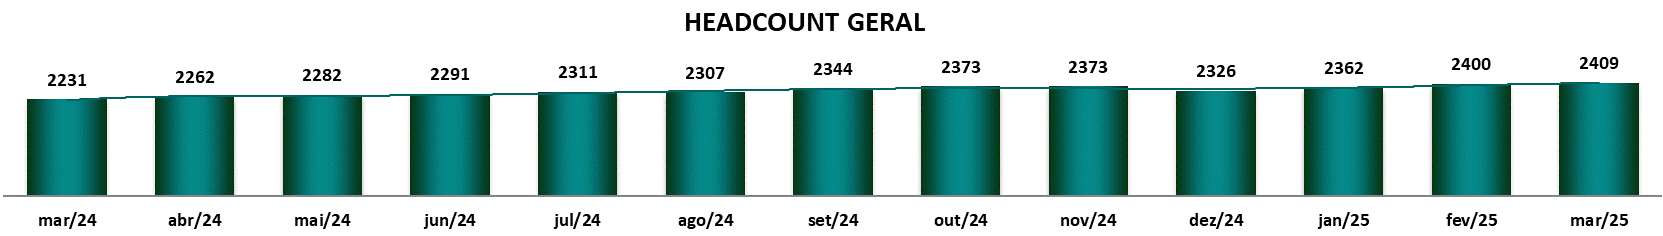 HEADCOUNT GERAL
2231 2262 2282 2291 2311 2307 2344 2373 2373 2326 2362 2400 2409
mar/24 abr/24 mai/24 jun/24 jul/24 ago/24 set/24 out/24 nov/24 dez/24 jan/25 fev/25 mar/25